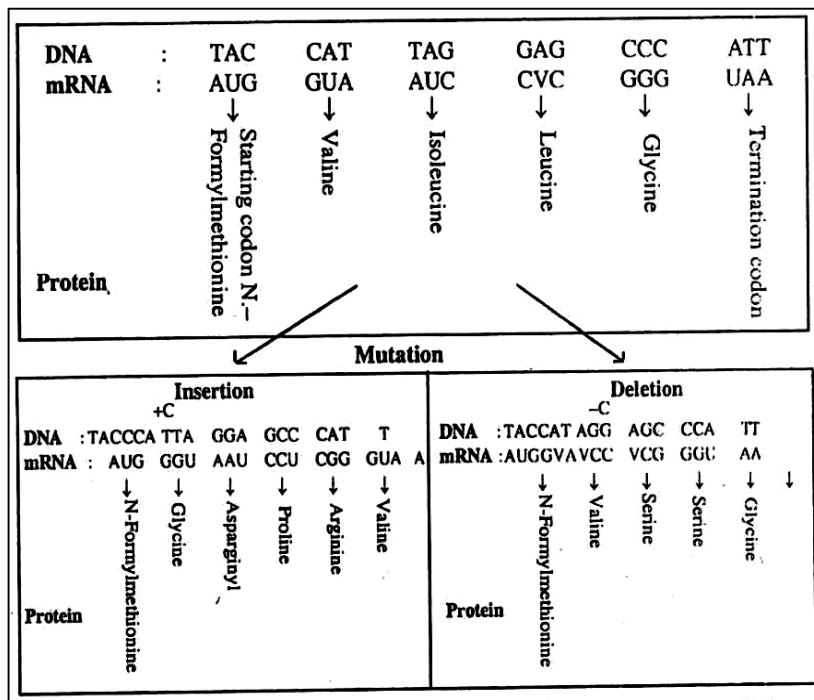 DNA : TAC CAT TAG GAG CCC ATT
mRNA : AUG GUA AUC CVC GGG UAA
→ → → → → →
Starting codon N.–
Formylmethionine
Valine
Isoleucine
Leucine
Glycine
Termination codon
Protein
Mutation
Insertion
+C
DNA :TACCCA TTA GGA GCC CAT T
mRNA : AUG GGU AAU CCU CGG GUA A
→ → → → → →
N-Formylmethionine
Glycine
Asparginyl
Proline
Arginine
Valine
Protein
Deletion
–C
DNA :TACCAT AGG AGC CCA TT
mRNA :AUGGVA VCC VCG GGU AA
→ → → → → →
N-Formylmethionine
Valine
Serine
Serine
Glycine
Protein